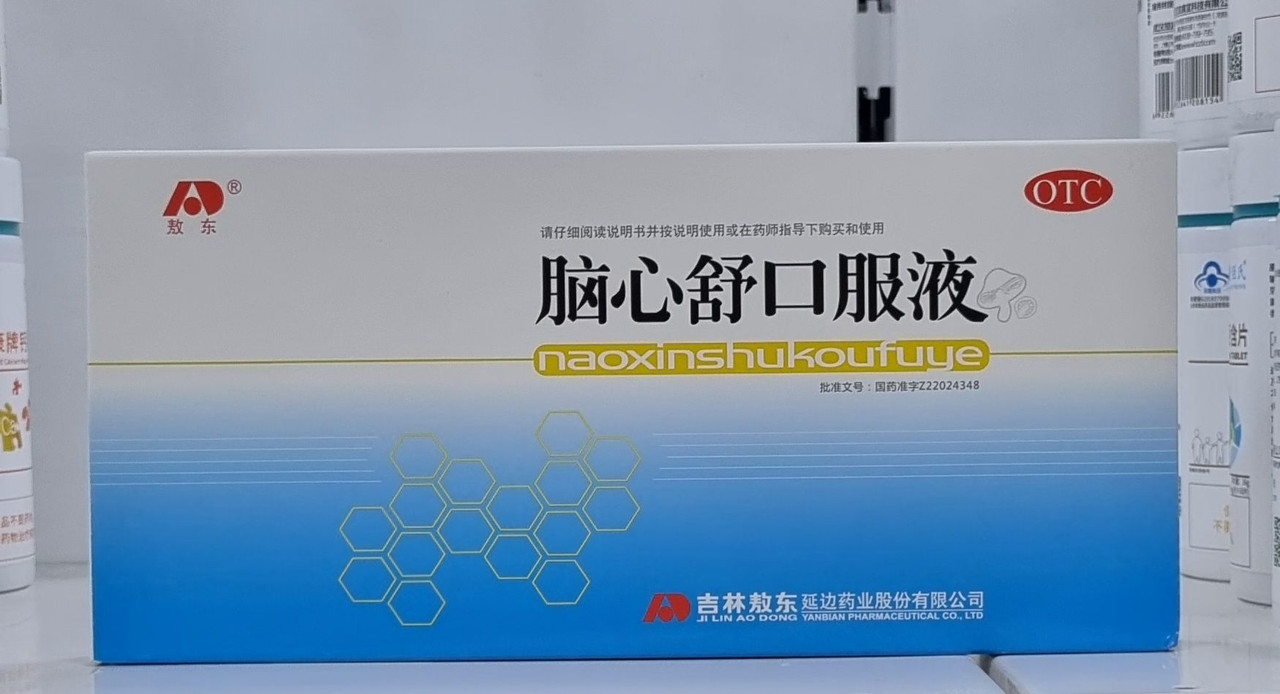 敖东
®
OTC
请仔细阅读说明书并按说明使用或在药师指导下购买和使用
脑心舒口服液
naoxinshukoufuye
批准文号：国药准字Z22024348
吉林敖东 延边药业股份有限公司
JI LIN AO DONG YANBIAN PHARMACEUTICAL CO., LTD